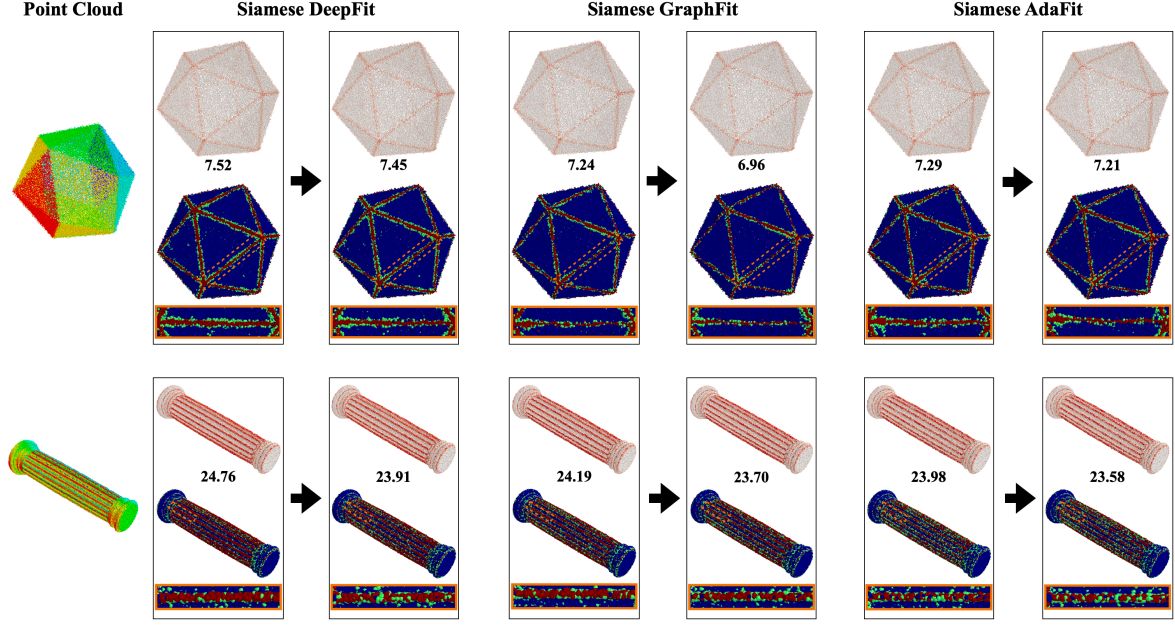 Point Cloud Siamese DeepFit Siamese GraphFit Siamese AdaFit
7.52 7.45 7.24 6.96 7.29 7.21
24.76 23.91 24.19 23.70 23.98 23.58